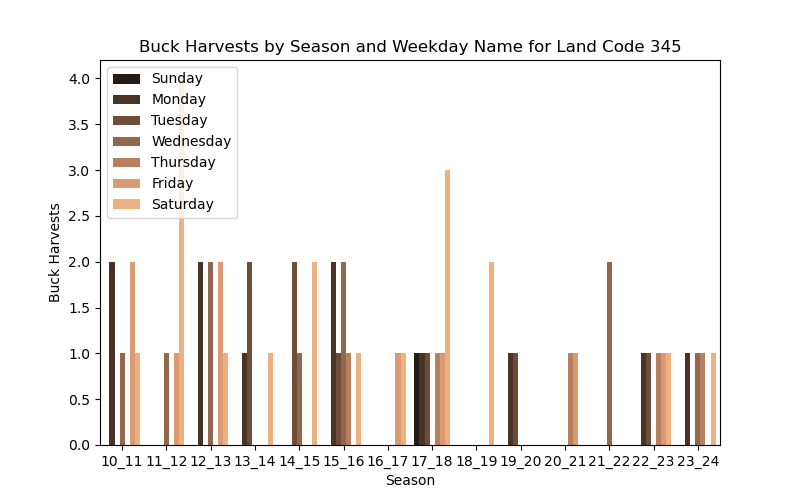 Buck Harvests by Season and Weekday Name for Land Code 345
Buck Harvests
4.0
3.5
3.0
2.5
2.0
1.5
1.0
0.5
0.0
Sunday
Monday
Tuesday
Wednesday
Thursday
Friday
Saturday
10_11 11_12 12_13 13_14 14_15 15_16 16_17 17_18 18_19 19_20 20_21 21_22 22_23 23_24
Season